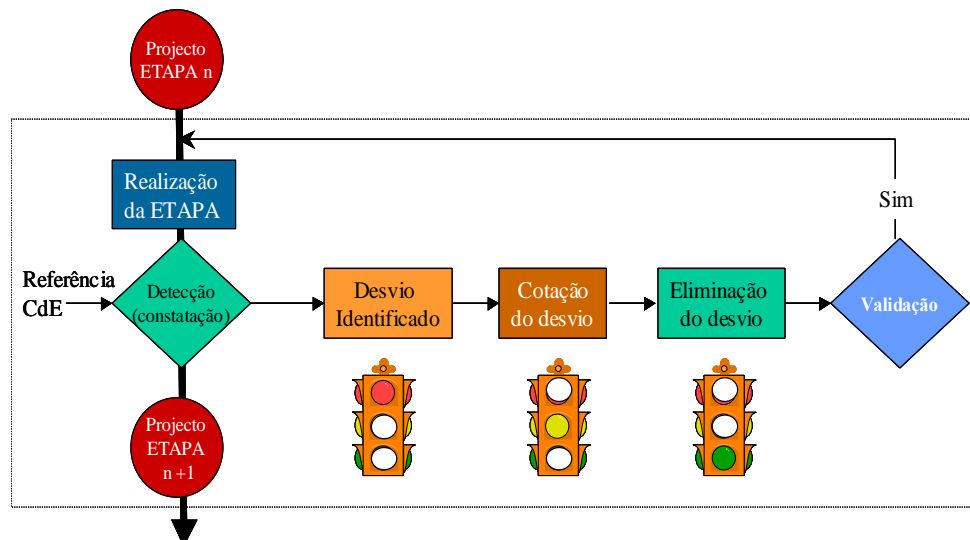 Projecto
ETAPA n
Realização
da ETAPA
Sim
Referência
CdE
Detecção
(constatação)
Desvio
Identificado
Cotação
do desvio
Eliminação
do desvio
Validação
Projecto
ETAPA
n +1